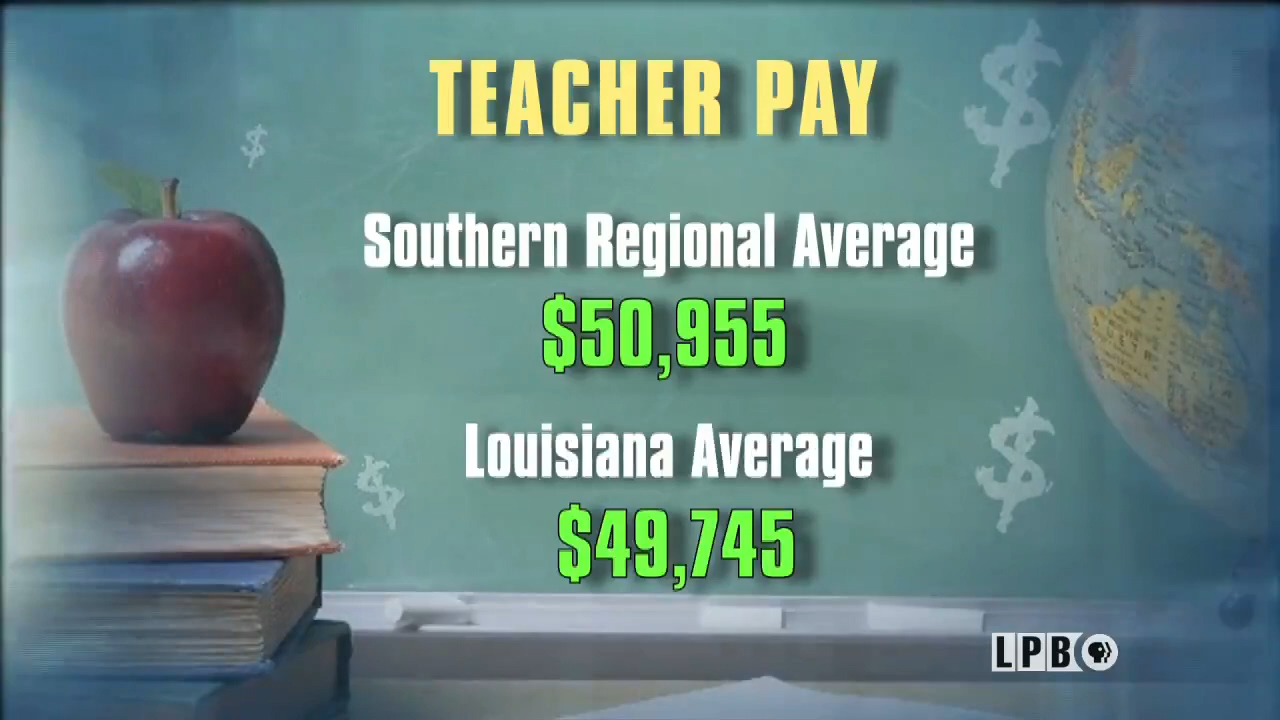 TEACHER PAY
Southern Regional Average
$50,955
Louisiana Average
$49,745
LPB